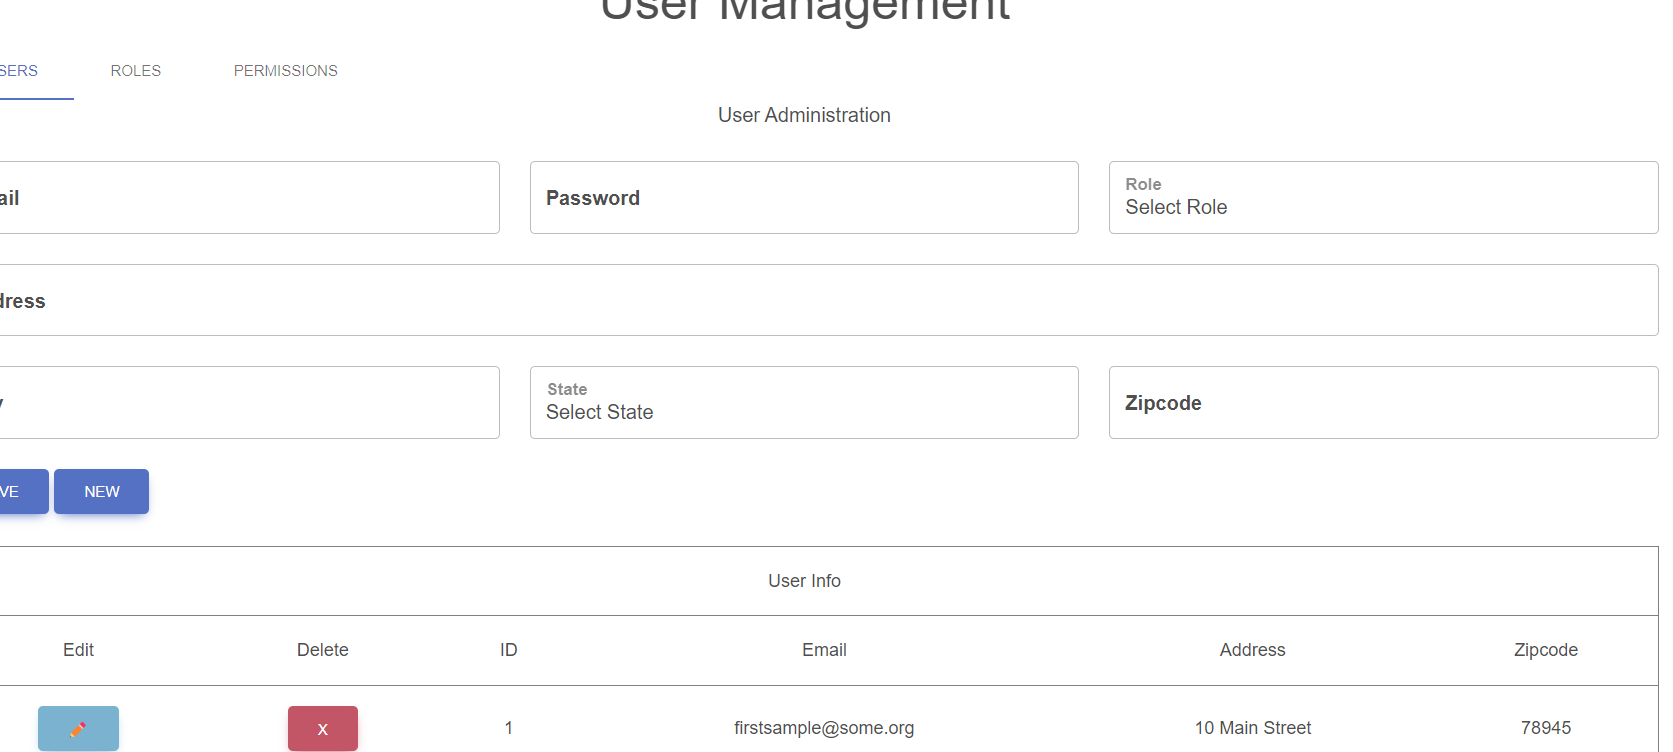 User Management
SERS ROLES PERMISSIONS
User Administration
ail Password Role
Select Role
dress
State
Select State Zipcode
VE NEW
User Info
Edit Delete ID Email Address Zipcode
X 1 firstsample@some.org 10 Main Street 78945